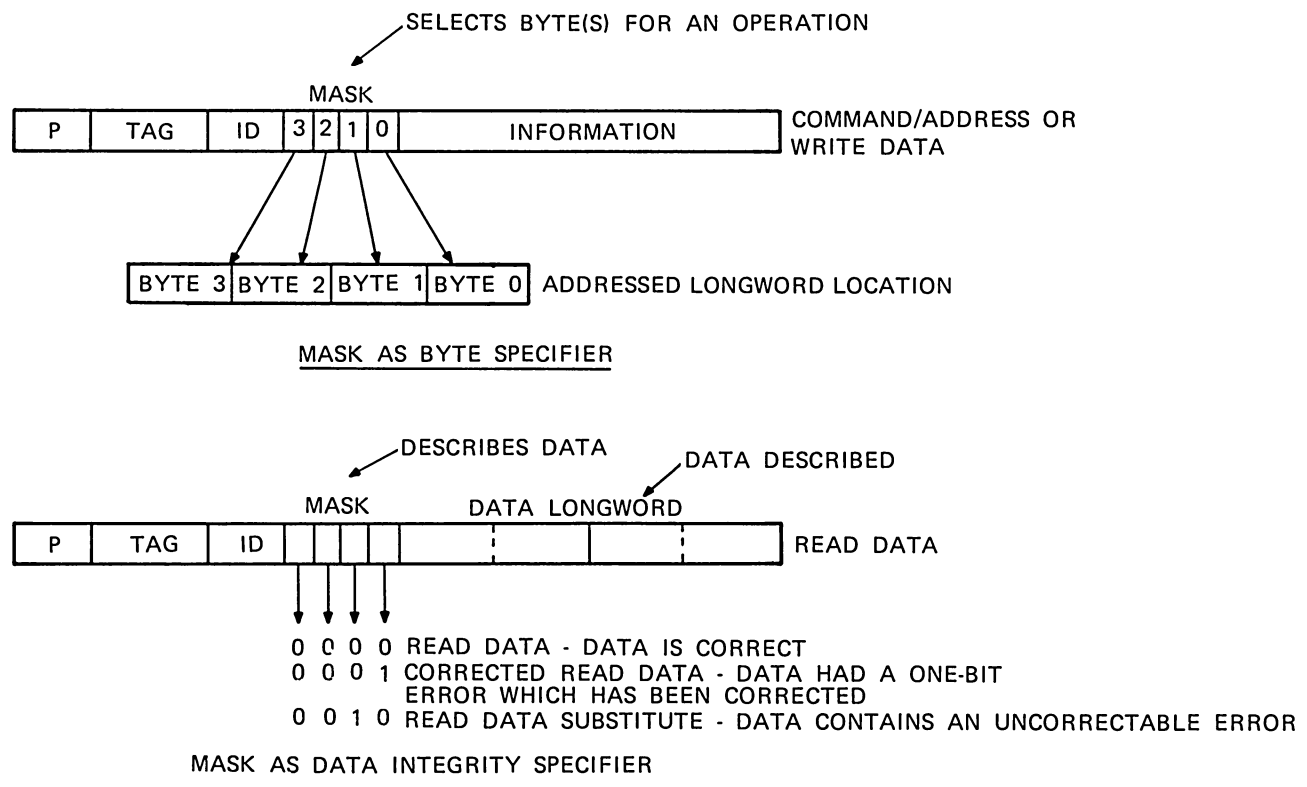 SELECTS BYTE(S) FOR AN OPERATION
MASK
P TAG ID 3 2 1 0 INFORMATION
COMMAND/ADDRESS OR
WRITE DATA
BYTE 3 BYTE 2 BYTE 1 BYTE 0 ADDRESSED LONGWORD LOCATION
MASK AS BYTE SPECIFIER
DESCRIBES DATA
DATA DESCRIBED
MASK DATA LONGWORD
P TAG ID READ DATA
0 0 0 0 READ DATA - DATA IS CORRECT
0 0 0 1 CORRECTED READ DATA - DATA HAD A ONE-BIT
ERROR WHICH HAS BEEN CORRECTED
0 0 1 0 READ DATA SUBSTITUTE - DATA CONTAINS AN UNCORRECTABLE ERROR
MASK AS DATA INTEGRITY SPECIFIER